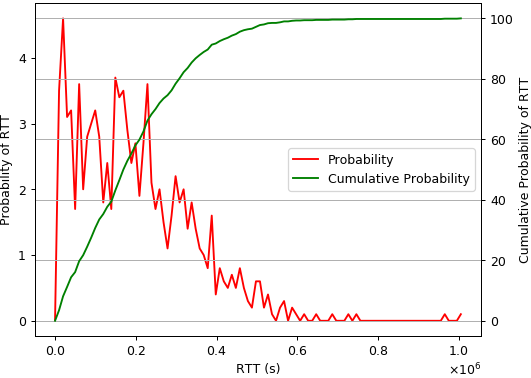 Probability of RTT
4
3
2
1
0
100
80
60
40
20
0
Cumulative Probability of RTT
Probability
Cumulative Probability
0.0 0.2 0.4 0.6 0.8 1.0
RTT (s)
×10⁶